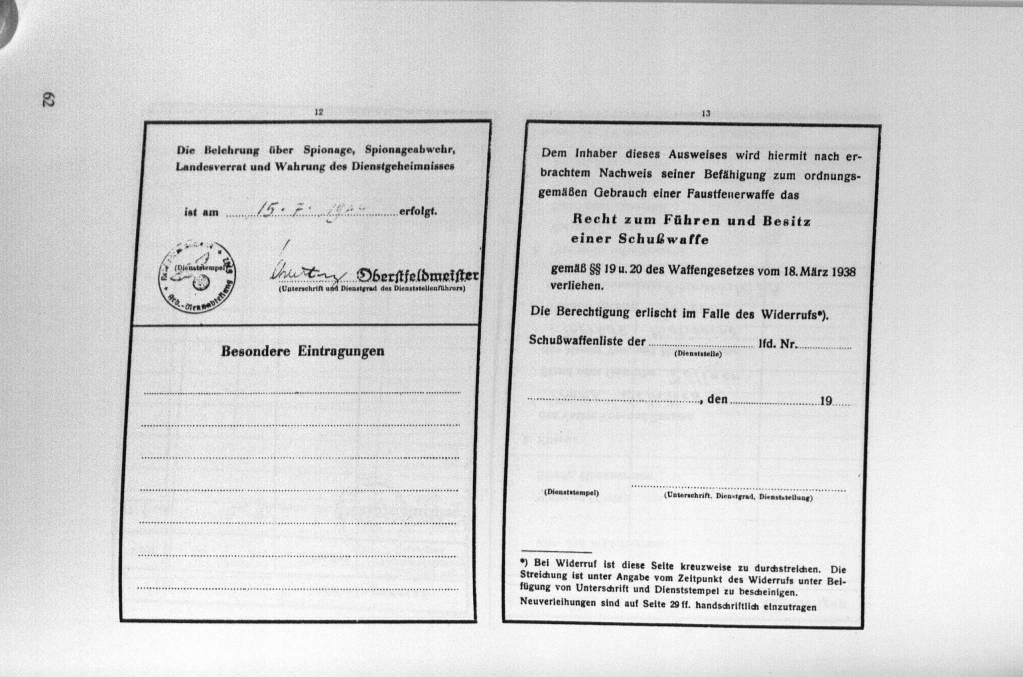 62
12
Die Belehrung über Spionage, Spionageabwehr,
Landesverrat und Wahrung des Dienstgeheimnisses
ist am 15. 7. 19 erfolgt.
(Dienststempel)
Oberstfeldmeister
(Unterschrift und Dienstgrad des Dienststellenführers)
Besondere Eintragungen
13
Dem Inhaber dieses Ausweises wird hiermit nach er-
brachtem Nachweis seiner Befähigung zum ordnungs-
gemäßen Gebrauch einer Faustfeuerwaffe das
Recht zum Führen und Besitz
einer Schußwaffe
gemäß §§ 19 u. 20 des Waffengesetzes vom 18. März 1938
verliehen.
Die Berechtigung erlischt im Falle des Widerrufs*).
Schußwaffenliste der ........ lfd. Nr. ........
(Dienststelle)
........, den ........ 19 ....
(Dienststempel)
(Unterschrift, Dienstgrad, Dienststellung)
*) Bei Widerruf ist diese Seite kreuzweise zu durchstreichen. Die
Streichung ist unter Angabe vom Zeitpunkt des Widerrufs unter Bei-
fügung von Unterschrift und Dienststempel zu bescheinigen.
Neuverleihungen sind auf Seite 29 ff. handschriftlich einzutragen